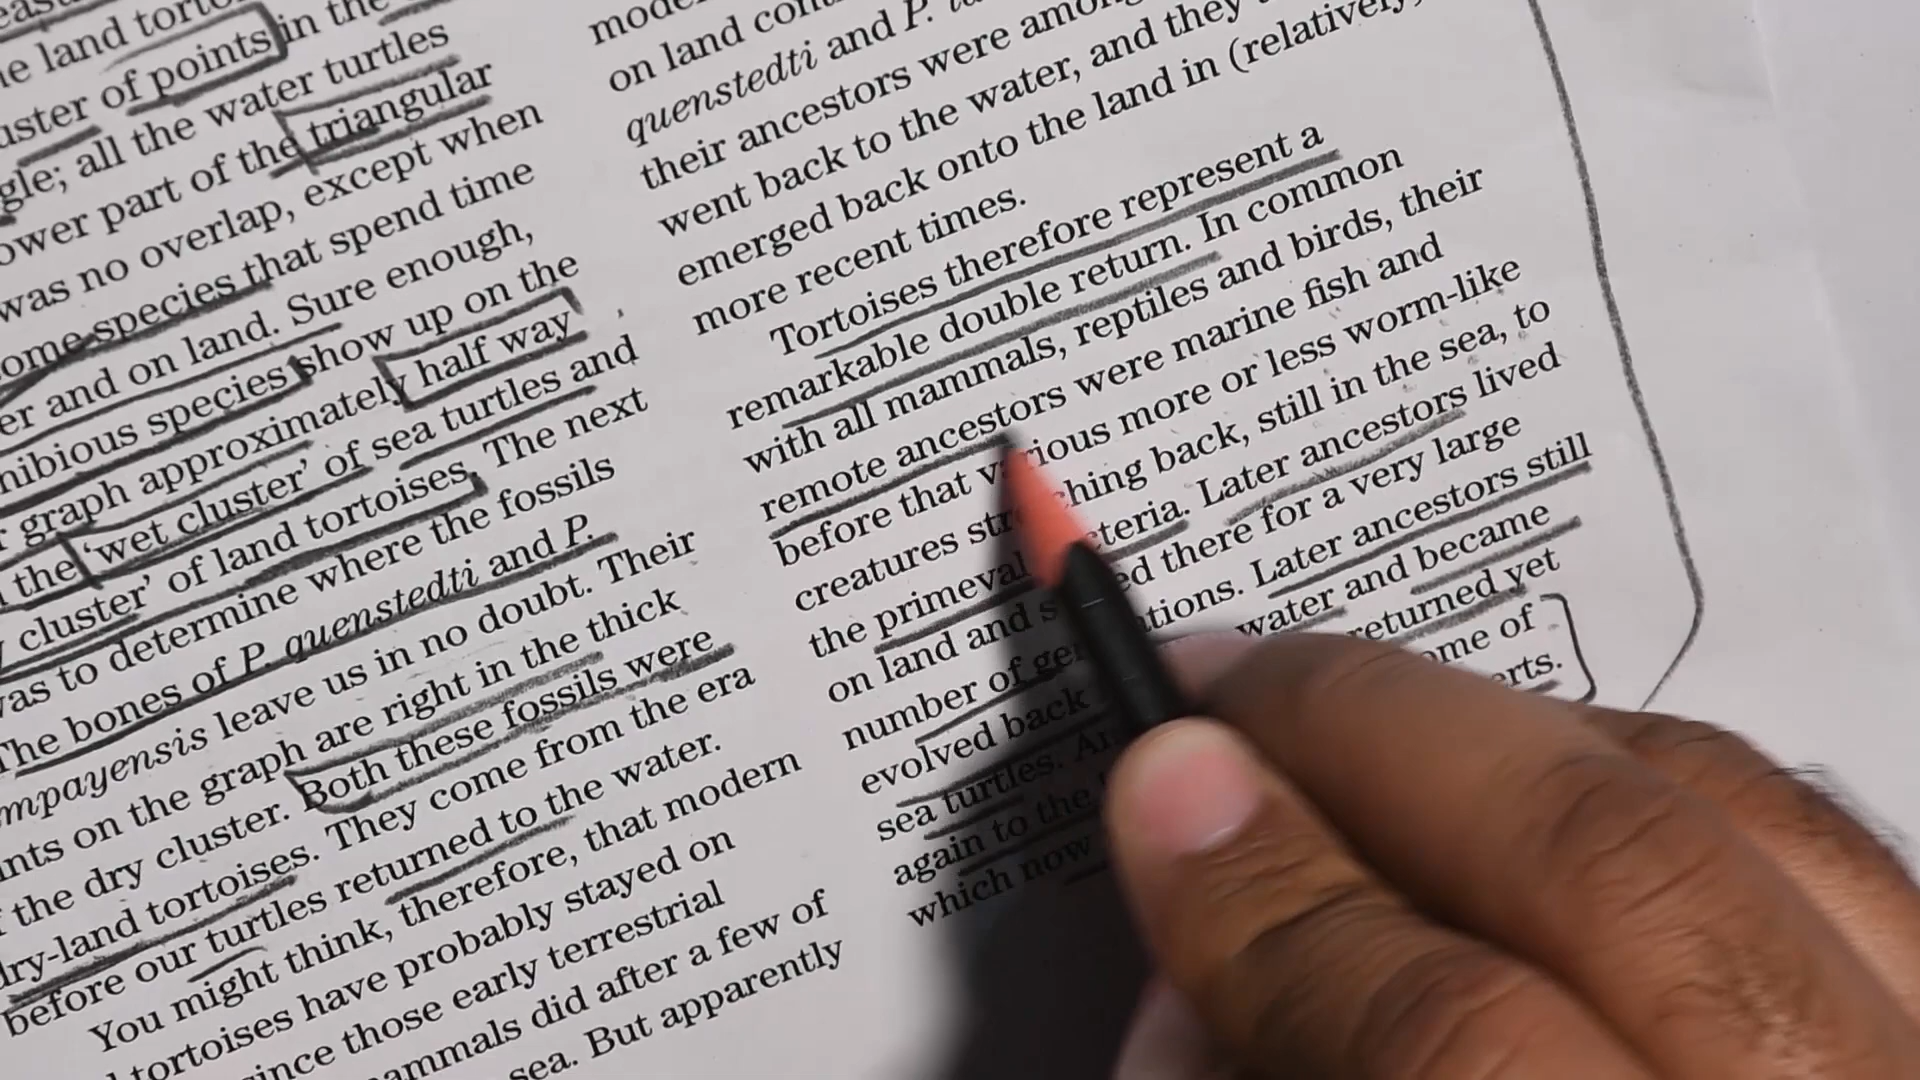 he land torto
uster of points in the
gle; all the water turtles
ower part of the triangular
was no overlap, except when
ome species that spend time
er and on land. Sure enough,
hibious species show up on the
r graph approximately half way
the 'wet cluster' of sea turtles and
cluster' of land tortoises. The next
was to determine where the fossils
The bones of P. quenstedti and P.
mpayensis leave us in no doubt. Their
ints on the graph are right in the thick
f the dry cluster. Both these fossils were
dry-land tortoises. They come from the era
before our turtles returned to the water.
You might think, therefore, that modern
tortoises have probably stayed on
since those early terrestrial
ammals did after a few of
sea. But apparently
on land con
quenstedti and P. ta
their ancestors were amon
went back to the water, and they
emerged back onto the land in (relatively)
more recent times.
Tortoises therefore represent a
remarkable double return. In common
with all mammals, reptiles and birds, their
remote ancestors were marine fish and
before that various more or less worm-like
creatures str ching back, still in the sea, to
the primeval cteria. Later ancestors lived
on land and s ed there for a very large
number of ge ations. Later ancestors still
evolved back water and became
sea turtles. A returned yet
again to the ome of
which now erts.